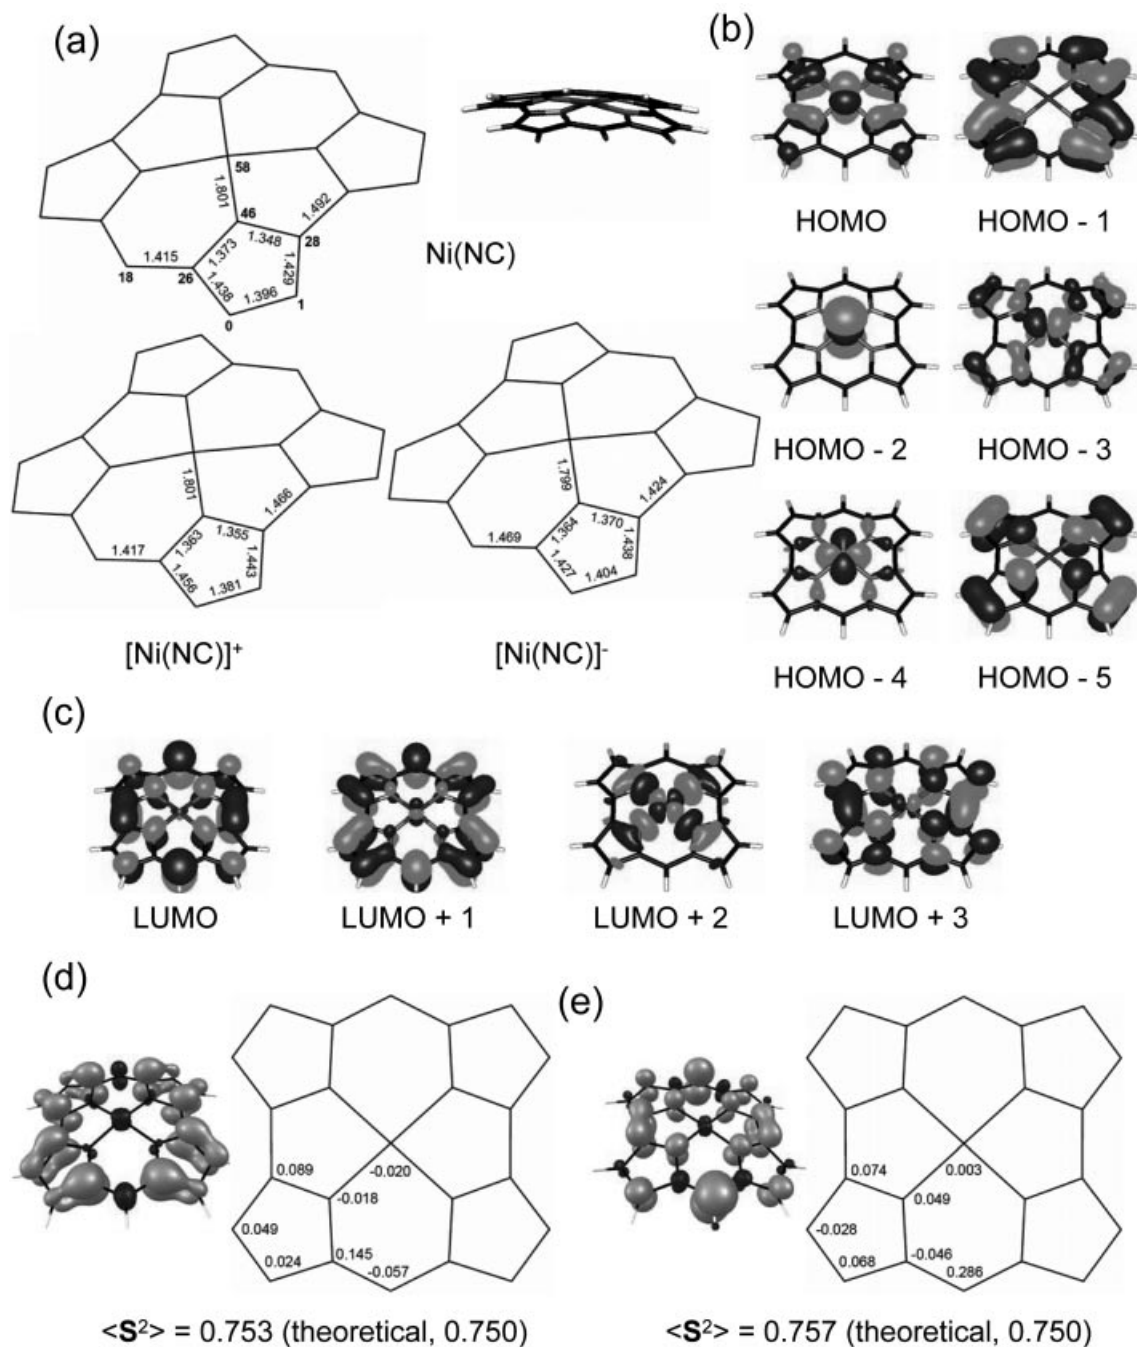 (a)
58
1.801
46
1.492
1.348
28
1.373
1.415
18
26
1.429
1.438
1.396
1
0
Ni(NC)
1.801
1.466
1.355
1.363
1.417
1.443
1.456
1.381
[Ni(NC)]⁺
1.799
1.424
1.370
1.364
1.469
1.438
1.427
1.404
[Ni(NC)]⁻
(b)
HOMO
HOMO - 1
HOMO - 2
HOMO - 3
HOMO - 4
HOMO - 5
(c)
LUMO
LUMO + 1
LUMO + 2
LUMO + 3
(d)
0.089
-0.020
-0.018
0.049
0.145
0.024
-0.057
<S²> = 0.753 (theoretical, 0.750)
(e)
0.074
0.003
0.049
-0.028
-0.046
0.068
0.286
<S²> = 0.757 (theoretical, 0.750)